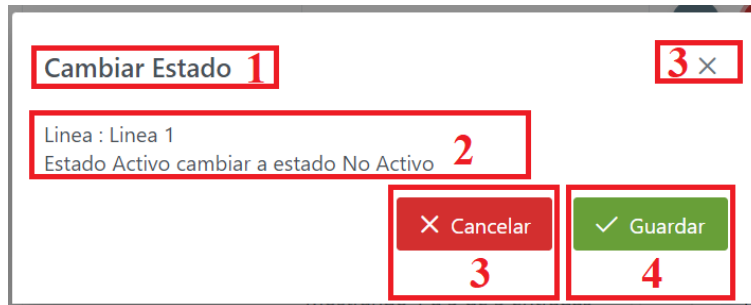 Cambiar Estado 1
3 ×
Linea : Linea 1
Estado Activo cambiar a estado No Activo 2
× Cancelar
✓ Guardar
3
4